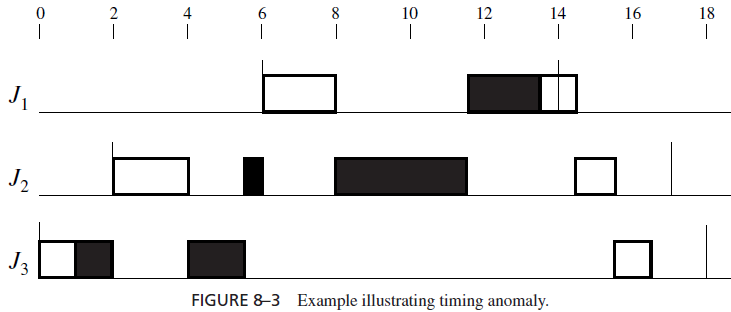 0 2 4 6 8 10 12 14 16 18
J1
J2
J3
FIGURE 8–3 Example illustrating timing anomaly.